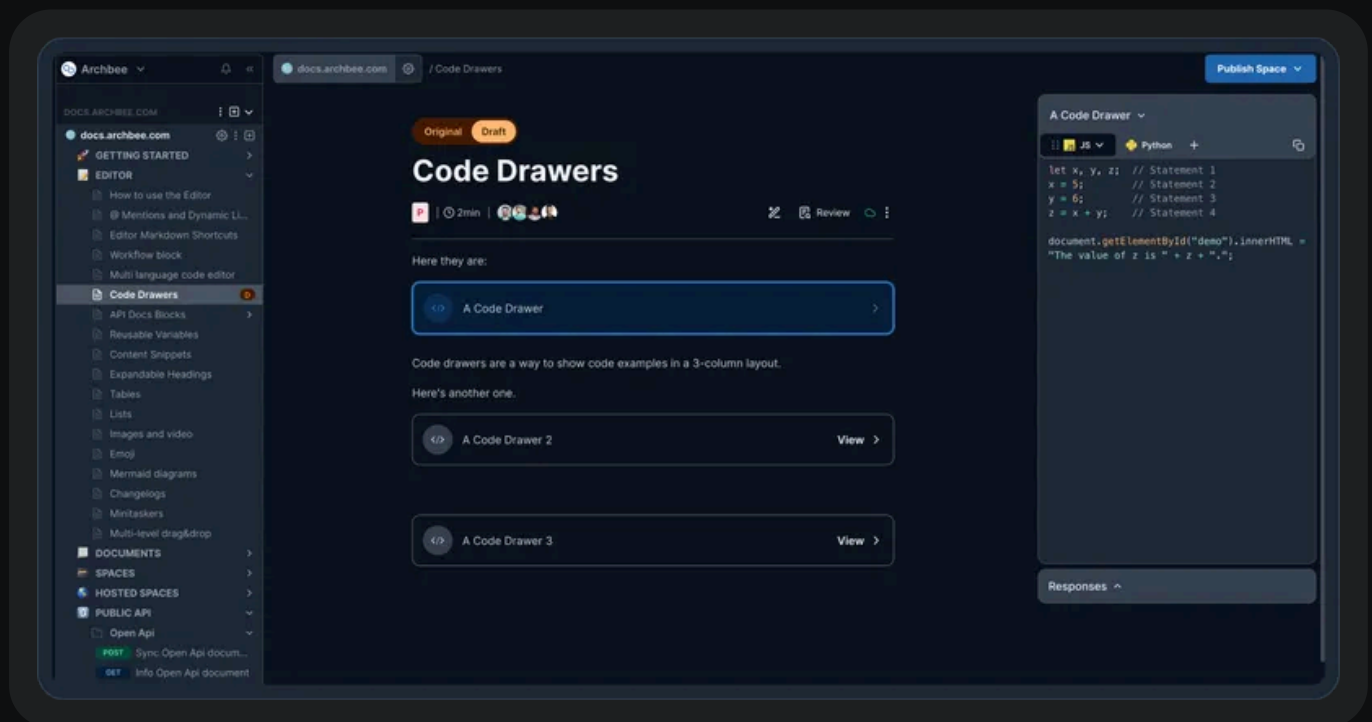 Archbee
docs.archbee.com
/ Code Drawers
Publish Space
DOCS.ARCHBEE.COM
docs.archbee.com
GETTING STARTED
EDITOR
How to use the Editor
@ Mentions and Dynamic Li...
Editor Markdown Shortcuts
Workflow block
Multi language code editor
Code Drawers
D
API Docs Blocks
Reusable Variables
Content Snippets
Expandable Headings
Tables
Lists
Images and video
Emoji
Mermaid diagrams
Changelogs
Minitaskers
Multi-level drag&drop
DOCUMENTS
SPACES
HOSTED SPACES
PUBLIC API
Open Api
POST Sync Open Api docum...
GET Info Open Api document
Original Draft
Code Drawers
P 2min Review
Here they are:
</> A Code Drawer
Code drawers are a way to show code examples in a 3-column layout.
Here's another one.
</> A Code Drawer 2 View
</> A Code Drawer 3 View
A Code Drawer
JS Python +
let x, y, z; // Statement 1
x = 5; // Statement 2
y = 6; // Statement 3
z = x + y; // Statement 4
document.getElementById("demo").innerHTML =
"The value of z is " + z + ".";
Responses